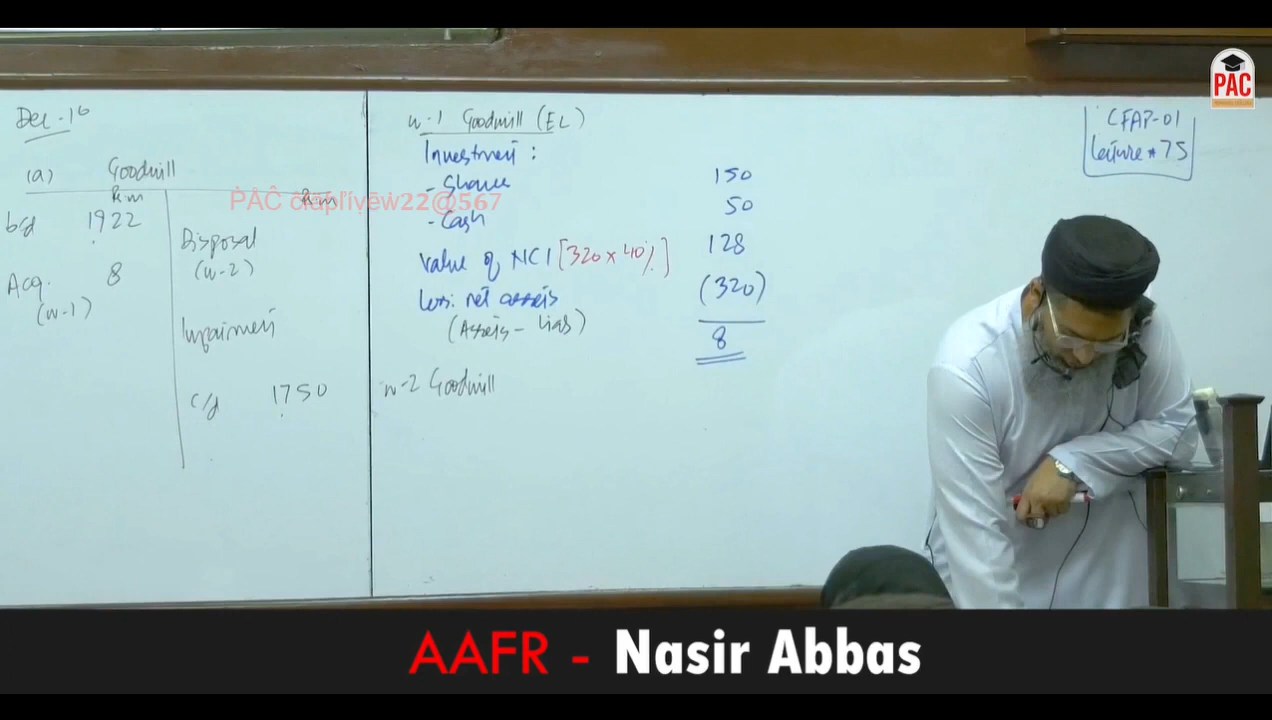 Dec-16
(a) Goodwill
Rm Rm
b/d 1922
Disposal
(w-2)
Acq. 8
(w-1)
Impairment
c/d 1750
w-1 Goodwill (EL)
Investment :
- Shares 150
- Cash 50
Value of NCI [320 x 40%] 128
Less: net assets (320)
(Assets - Liab)
8
w-2 Goodwill
CFAP-01
Lecture # 75
PAC
AAFR - Nasir Abbas